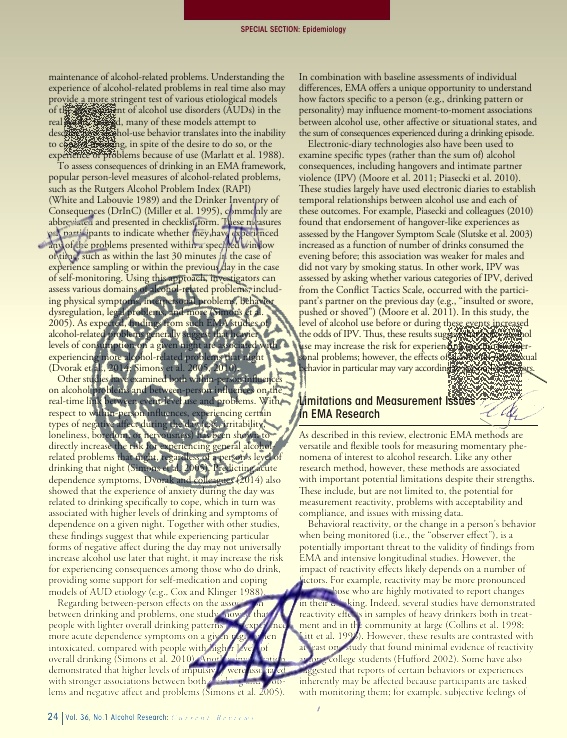 SPECIAL SECTION: Epidemiology
maintenance of alcohol-related problems. Understanding the
experience of alcohol-related problems in real time also may
provide a more stringent test of various etiological models
of the development of alcohol use disorders (AUDs) in the
real many of these models attempt to
describe alcohol-use behavior translates into the inability
to control drinking, in spite of the desire to do so, or the
experience of problems because of use (Marlatt et al. 1988).
To assess consequences of drinking in an EMA framework,
popular person-level measures of alcohol-related problems,
such as the Rutgers Alcohol Problem Index (RAPI)
(White and Labouvie 1989) and the Drinker Inventory of
Consequences (DrInC) (Miller et al. 1995), commonly are
abbreviated and presented in checklist form. These measures
ask participants to indicate whether they have experienced
any of the problems presented within a specified window
of time, such as within the last 30 minutes in the case of
experience sampling or within the previous day in the case
of self-monitoring. Using this approach, investigators can
assess various domains of alcohol-related problems, includ-
ing physical symptoms, interpersonal problems, behavior
dysregulation, legal problems, and more (Simons et al.
2005). As expected, findings from such EMA studies of
alcohol-related problems generally suggest that heavier
levels of consumption on a given night are associated with
experiencing more alcohol-related problems that night
(Dvorak et al. 2014; Simons et al. 2005, 2010).
Other studies have examined both within-person influences
on alcohol problems and between-person influences on the
real-time link between event-level use and problems. With
respect to within-person influences, experiencing certain
types of negative affect during the day (e.g., irritability,
loneliness, boredom, or nervousness) has been shown to
directly increase the risk for experiencing general alcohol-
related problems that night, regardless of a person's level of
drinking that night (Simons et al. 2005). Predicting acute
dependence symptoms, Dvorak and colleagues (2014) also
showed that the experience of anxiety during the day was
related to drinking specifically to cope, which in turn was
associated with higher levels of drinking and symptoms of
dependence on a given night. Together with other studies,
these findings suggest that while experiencing particular
forms of negative affect during the day may not universally
increase alcohol use later that night, it may increase the risk
for experiencing consequences among those who do drink,
providing some support for self-medication and coping
models of AUD etiology (e.g., Cox and Klinger 1988).
Regarding between-person effects on the association
between drinking and problems, one study showed that
people with lighter overall drinking patterns experience
more acute dependence symptoms on a given night when
intoxicated, compared with people with higher levels of
overall drinking (Simons et al. 2010). Another
demonstrated that higher levels of impulsivity were associated
with stronger associations between both and prob-
lems and negative affect and problems (Simons et al. 2005).
In combination with baseline assessments of individual
differences, EMA offers a unique opportunity to understand
how factors specific to a person (e.g., drinking pattern or
personality) may influence moment-to-moment associations
between alcohol use, other affective or situational states, and
the sum of consequences experienced during a drinking episode.
Electronic-diary technologies also have been used to
examine specific types (rather than the sum of) alcohol
consequences, including hangovers and intimate partner
violence (IPV) (Moore et al. 2011; Piasecki et al. 2010).
These studies largely have used electronic diaries to establish
temporal relationships between alcohol use and each of
these outcomes. For example, Piasecki and colleagues (2010)
found that endorsement of hangover-like experiences as
assessed by the Hangover Symptom Scale (Slutske et al. 2003)
increased as a function of number of drinks consumed the
evening before; this association was weaker for males and
did not vary by smoking status. In other work, IPV was
assessed by asking whether various categories of IPV, derived
from the Conflict Tactics Scale, occurred with the partici-
pant's partner on the previous day (e.g., "insulted or swore,
pushed or shoved") (Moore et al. 2011). In this study, the
level of alcohol use before or during these events increased
the odds of IPV. Thus, these results suggest
use may increase the risk for experiencing interper-
sonal problems; however, the effects of sexual
behavior in particular may vary according
Limitations and Measurement Issues
in EMA Research
As described in this review, electronic EMA methods are
versatile and flexible tools for measuring momentary phe-
nomena of interest to alcohol research. Like any other
research method, however, these methods are associated
with important potential limitations despite their strengths.
These include, but are not limited to, the potential for
measurement reactivity, problems with acceptability and
compliance, and issues with missing data.
Behavioral reactivity, or the change in a person's behavior
when being monitored (i.e., the "observer effect"), is a
potentially important threat to the validity of findings from
EMA and intensive longitudinal studies. However, the
impact of reactivity effects likely depends on a number of
factors. For example, reactivity may be more pronounced
those who are highly motivated to report changes
in their drinking. Indeed, several studies have demonstrated
reactivity effects in samples of heavy drinkers both in treat-
ment and in the community at large (Collins et al. 1998;
Litt et al. 1998). However, these results are contrasted with
at least one study that found minimal evidence of reactivity
among college students (Hufford 2002). Some have also
suggested that reports of certain behaviors or experiences
inherently may be affected because participants are tasked
with monitoring them; for example, subjective feelings of
24 Vol. 36, No. 1 Alcohol Research: Current Reviews